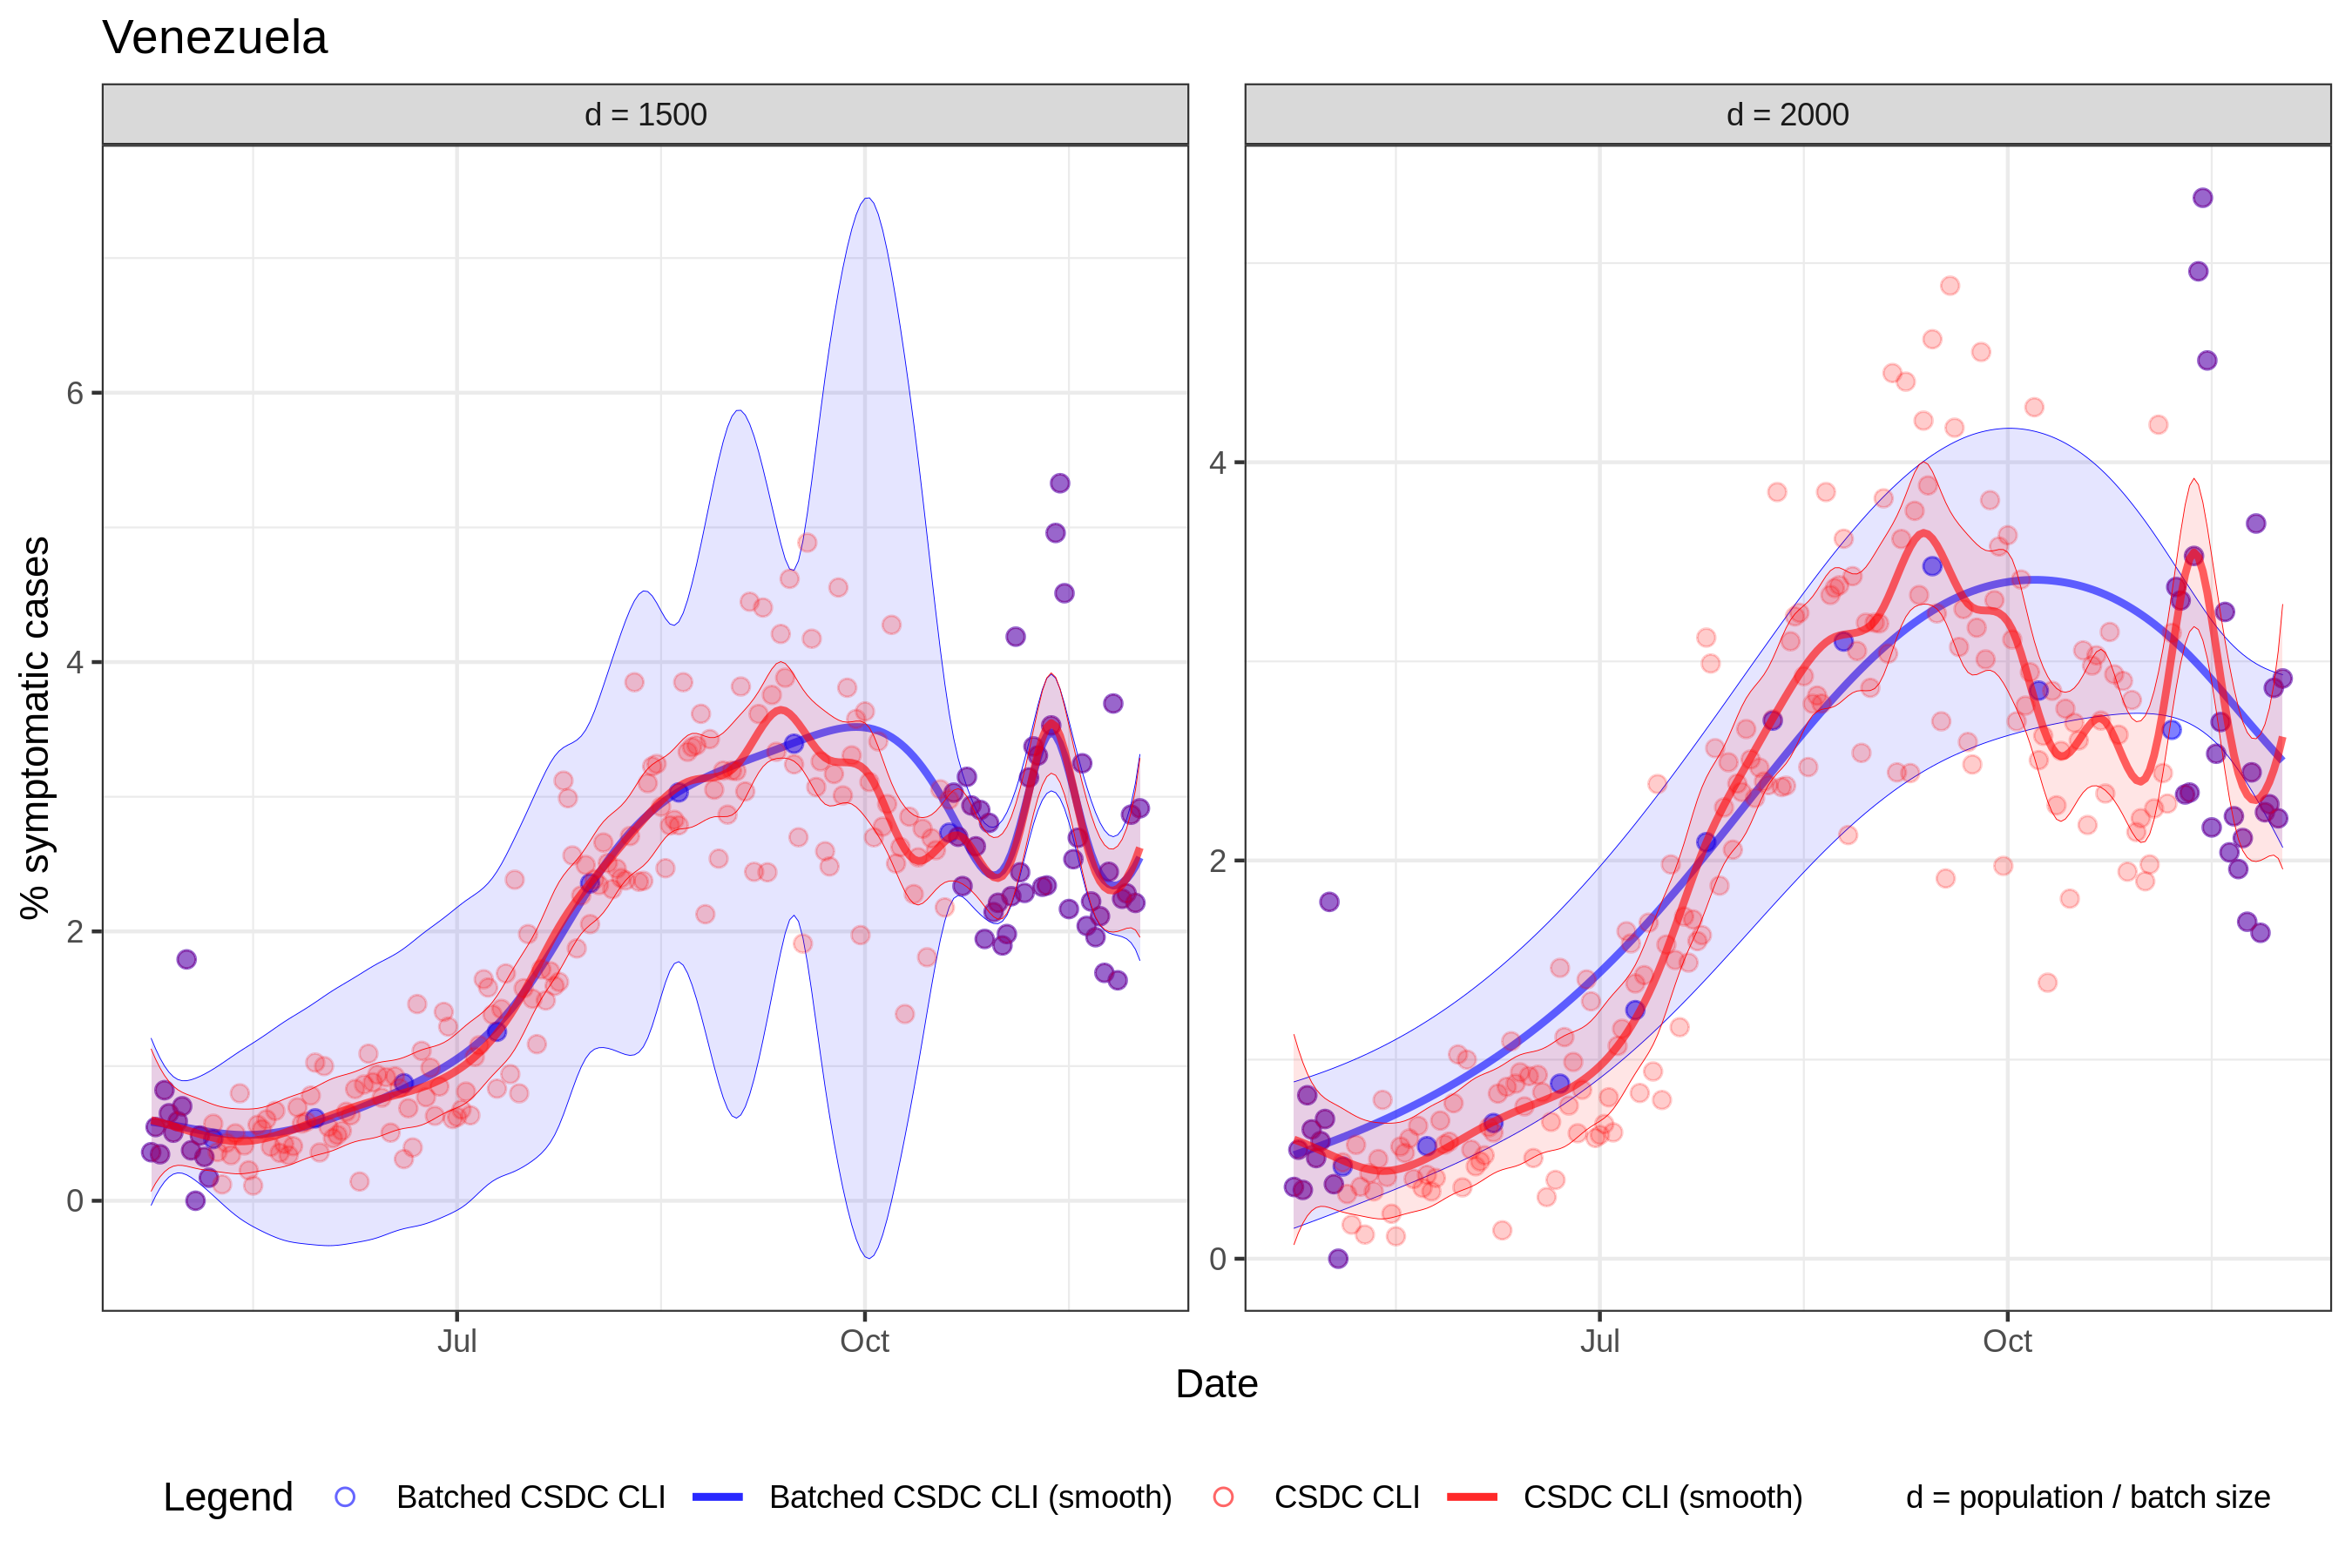 Venezuela
d = 1500
d = 2000
% symptomatic cases
6
4
2
0
4
2
0
Jul
Oct
Jul
Oct
Date
Legend
Batched CSDC CLI
Batched CSDC CLI (smooth)
CSDC CLI
CSDC CLI (smooth)
d = population / batch size